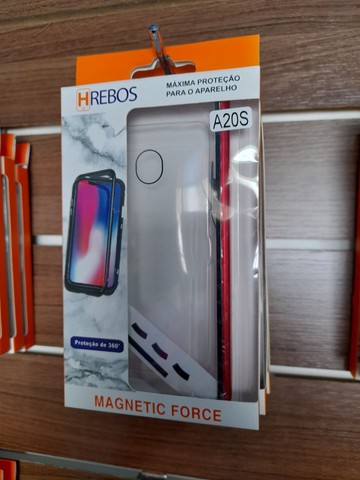 HREBOS
MÁXIMA PROTEÇÃO
PARA O APARELHO
A20S
Proteção de 360°
MAGNETIC FORCE